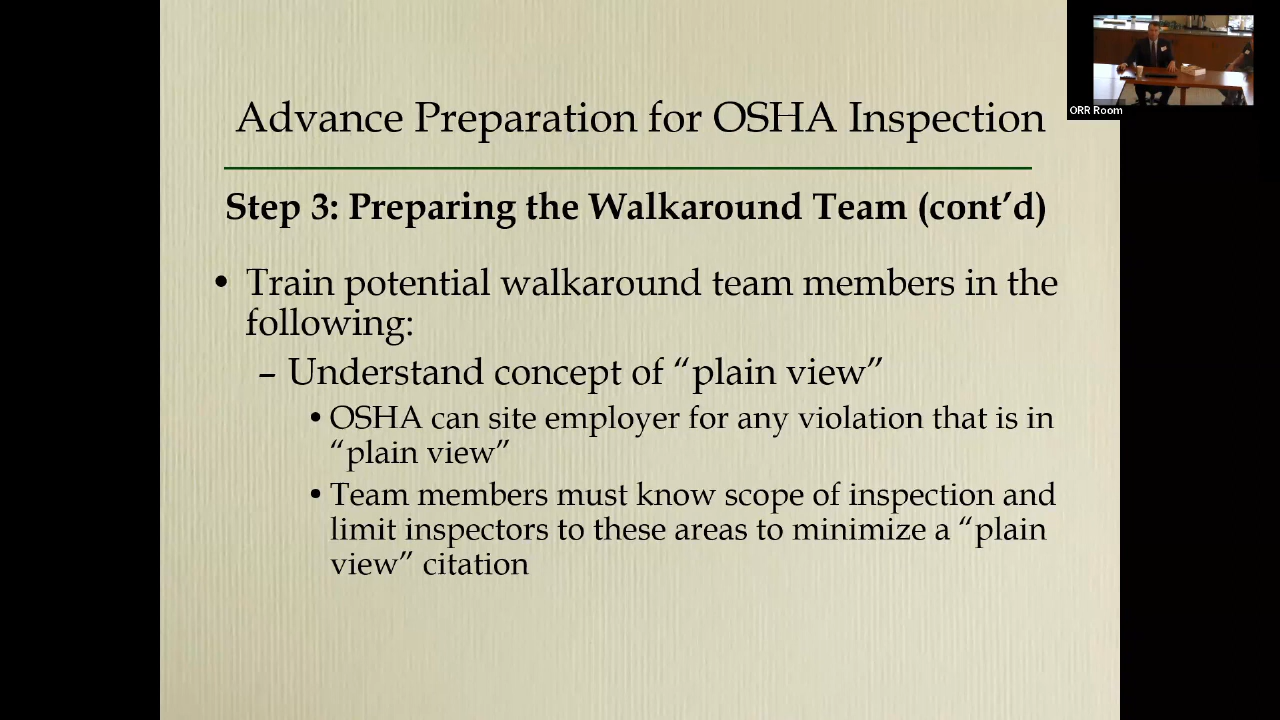 Advance Preparation for OSHA Inspection
ORR Room
Step 3: Preparing the Walkaround Team (cont’d)
• Train potential walkaround team members in the
following:
– Understand concept of “plain view”
• OSHA can site employer for any violation that is in
“plain view”
• Team members must know scope of inspection and
limit inspectors to these areas to minimize a “plain
view” citation